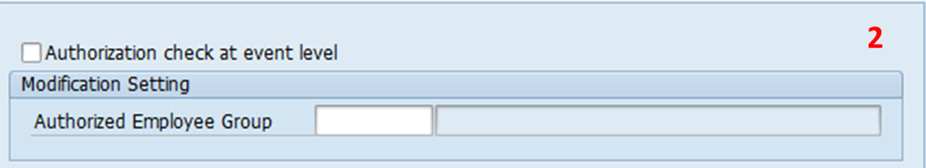 2
Authorization check at event level
Modification Setting
Authorized Employee Group